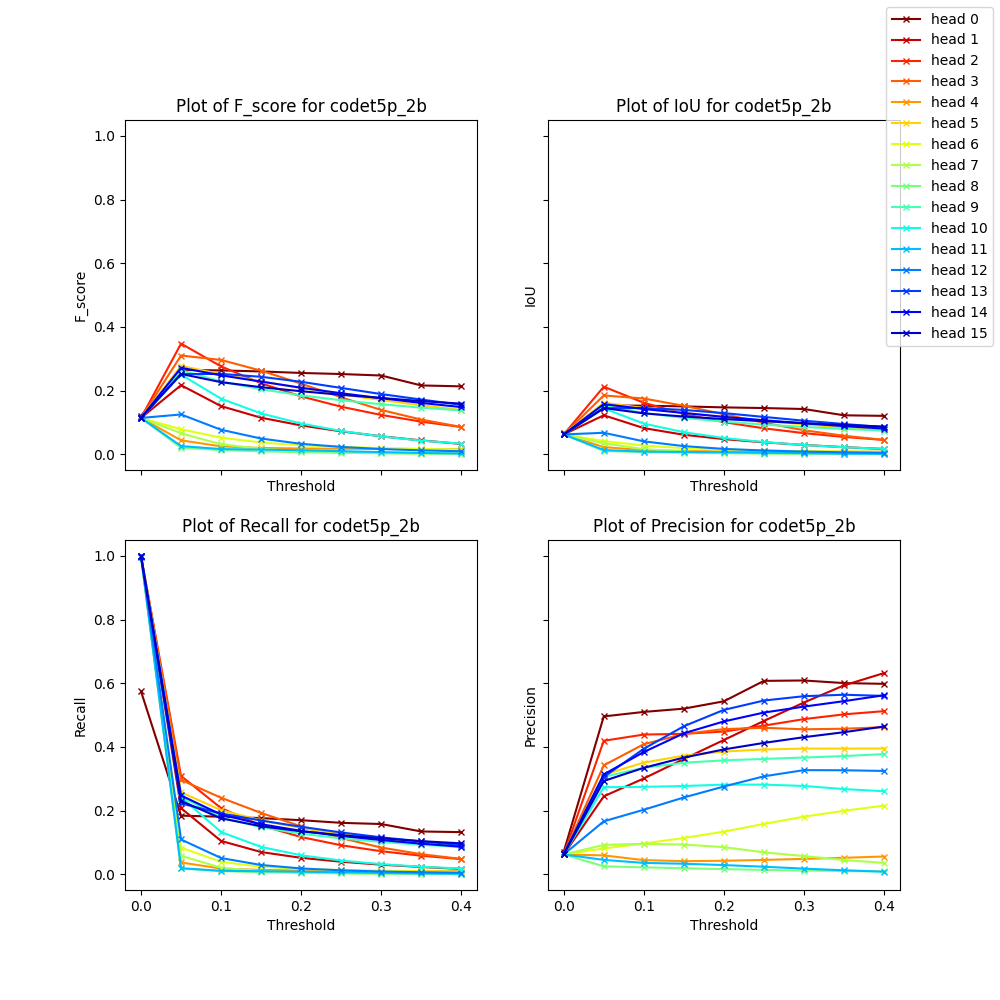 head 0
head 1
head 2
head 3
head 4
head 5
head 6
head 7
head 8
head 9
head 10
head 11
head 12
head 13
head 14
head 15
Plot of F_score for codet5p_2b
1.0
0.8
0.6
0.4
0.2
0.0
F_score
Threshold
Plot of IoU for codet5p_2b
IoU
Threshold
Plot of Recall for codet5p_2b
1.0
0.8
0.6
0.4
0.2
0.0
Recall
0.0 0.1 0.2 0.3 0.4
Threshold
Plot of Precision for codet5p_2b
Precision
0.0 0.1 0.2 0.3 0.4
Threshold